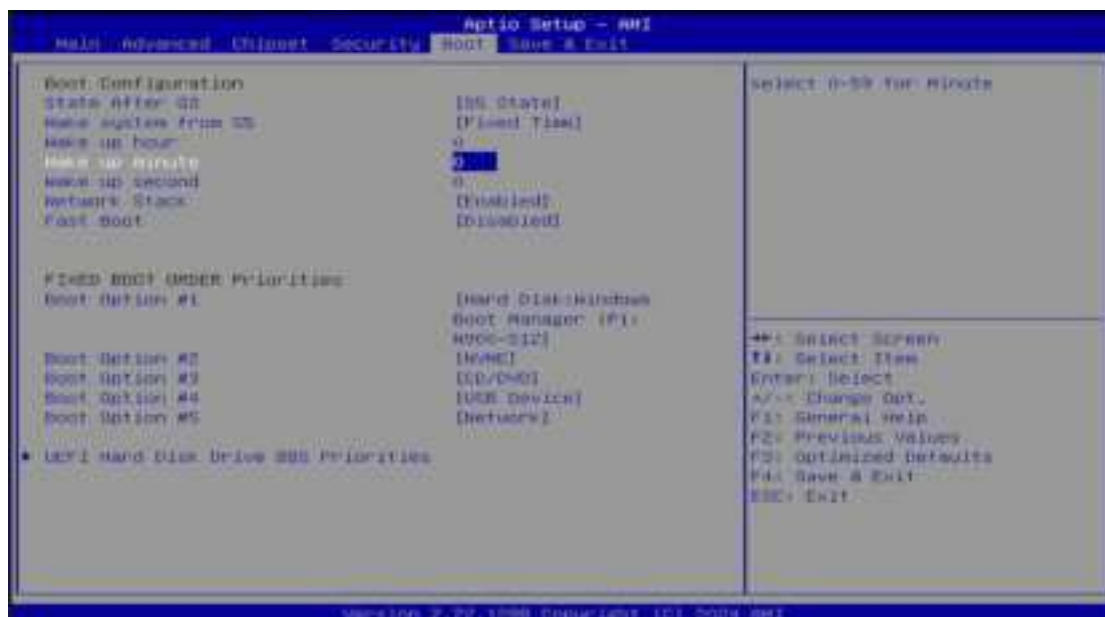 Aptio Setup - AMI
Main Advanced Chipset Security Boot Save & Exit
Boot Configuration
State After G3 [S5 State]
Wake system from S5 [Fixed Time]
Wake up hour 0
Wake up minute 0
Wake up second 0
Network Stack [Enabled]
Fast Boot [Disabled]
FIXED BOOT ORDER Priorities
Boot Option #1 [Hard Disk:Windows
Boot Manager (P1:
Boot Option #2 [NVME]
Boot Option #3 [CD/DVD]
Boot Option #4 [USB Device]
Boot Option #5 [Network]
UEFI Hard Disk Drive BBS Priorities
select 0-59 for Minute
: Select Screen
: Select Item
Enter: Select
+/-: Change Opt.
F1: General Help
F2: Previous Values
F3: Optimized Defaults
F4: Save & Exit
ESC: Exit
Version Copyright (C) AMI